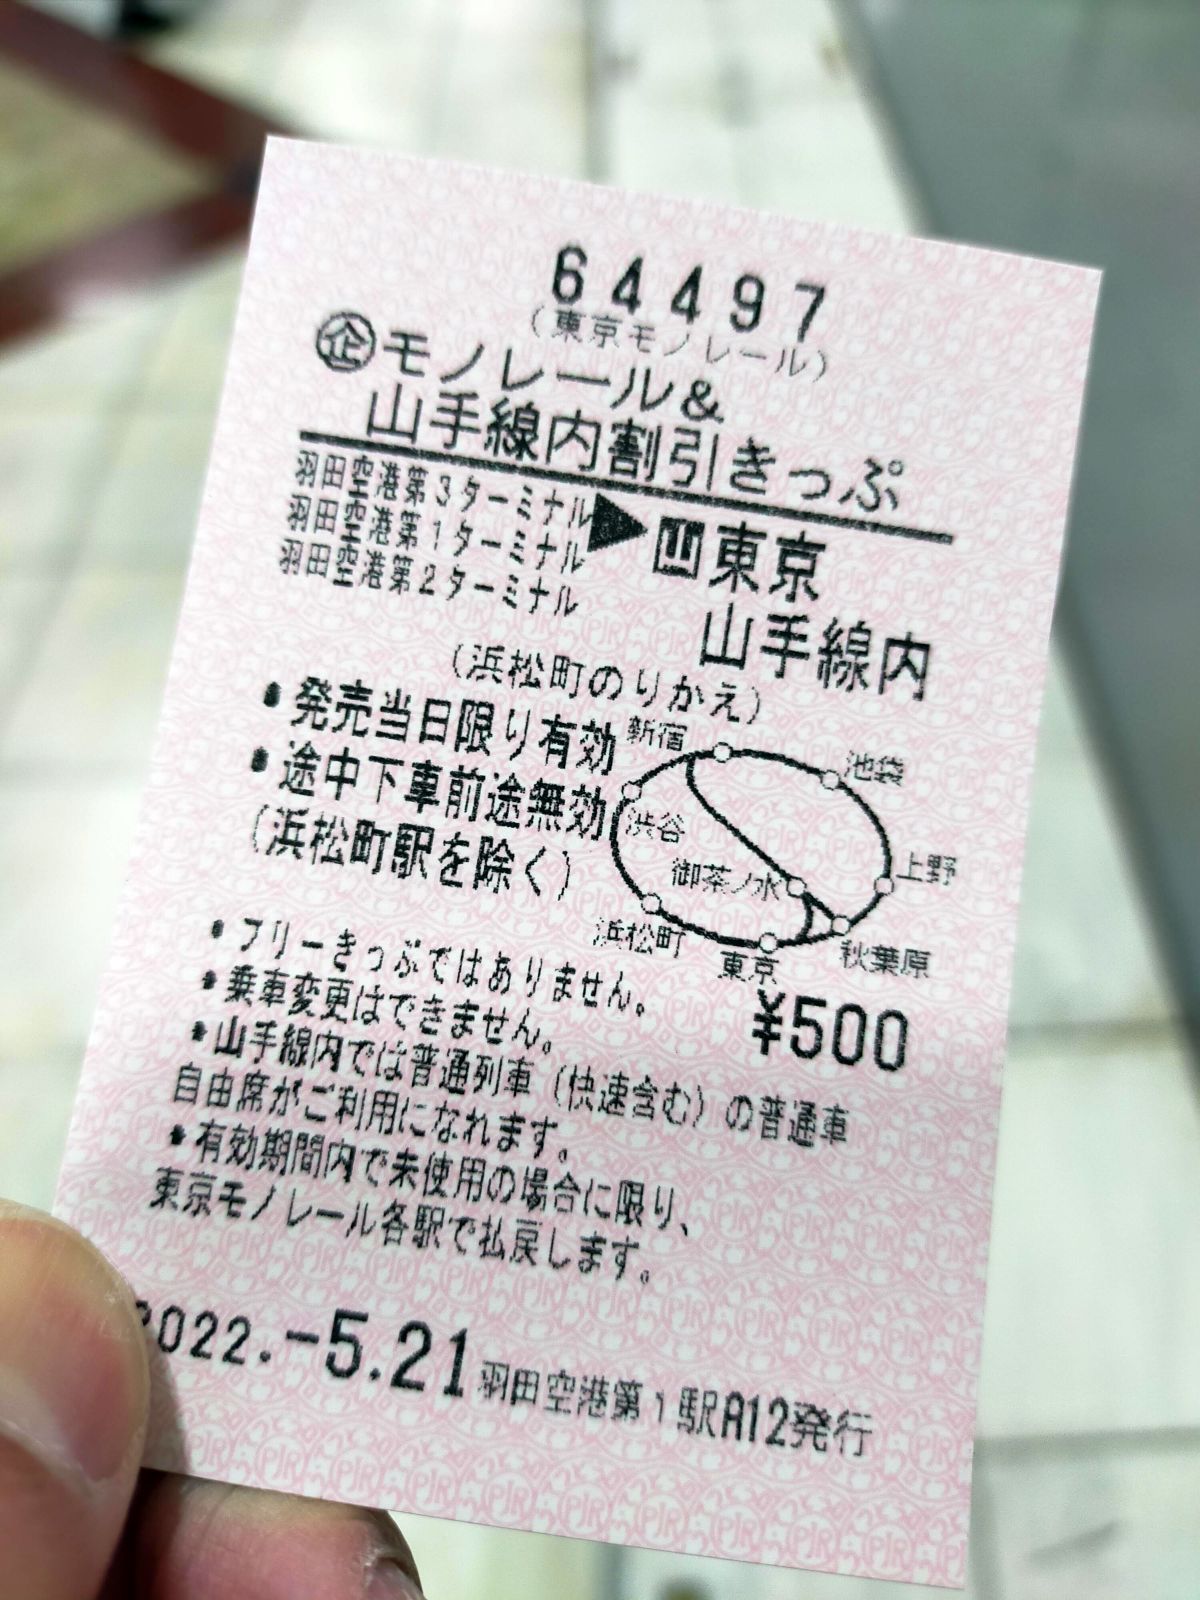 64497
(東京モノレール)
企モノレール&
山手線内割引きっぷ
羽田空港第3ターミナル
羽田空港第1ターミナル
羽田空港第2ターミナル
▶
山東京
山手線内
(浜松町のりかえ)
・発売当日限り有効
・途中下車前途無効
(浜松町駅を除く)
新宿
池袋
渋谷
御茶ノ水
上野
浜松町
東京
秋葉原
・フリーきっぷではありません。
¥500
・乗車変更はできません。
・山手線内では普通列車(快速含む)の普通車
自由席がご利用になれます。
・有効期間内で未使用の場合に限り、
東京モノレール各駅で払戻します。
2022.-5.21 羽田空港第1駅A12発行